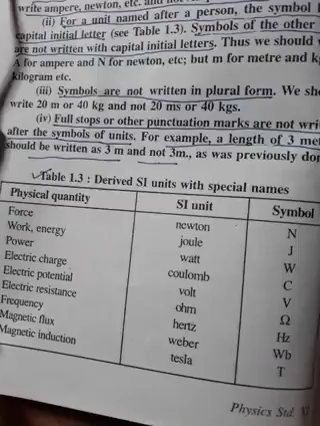 write ampere, newton, etc. and
(ii) For a unit named after a person, the symbol
capital initial letter (see Table 1.3). Symbols of the other
are not written with capital initial letters. Thus we should
A for ampere and N for newton, etc; but m for metre and
kilogram etc.
(iii) Symbols are not written in plural form. We
write 20 m or 40 kg and not 20 ms or 40 kgs.
(iv) Full stops or other punctuation marks are not
after the symbols of units. For example, a length of 3
should be written as 3 m and not 3m., as was previously
Table 1.3 : Derived SI units with special names
Physical quantity SI unit Symbol
Force newton N
Work, energy joule J
Power watt W
Electric charge coulomb C
Electric potential volt V
Electric resistance ohm Ω
Frequency hertz Hz
Magnetic flux weber Wb
Magnetic induction tesla T
Physics Std